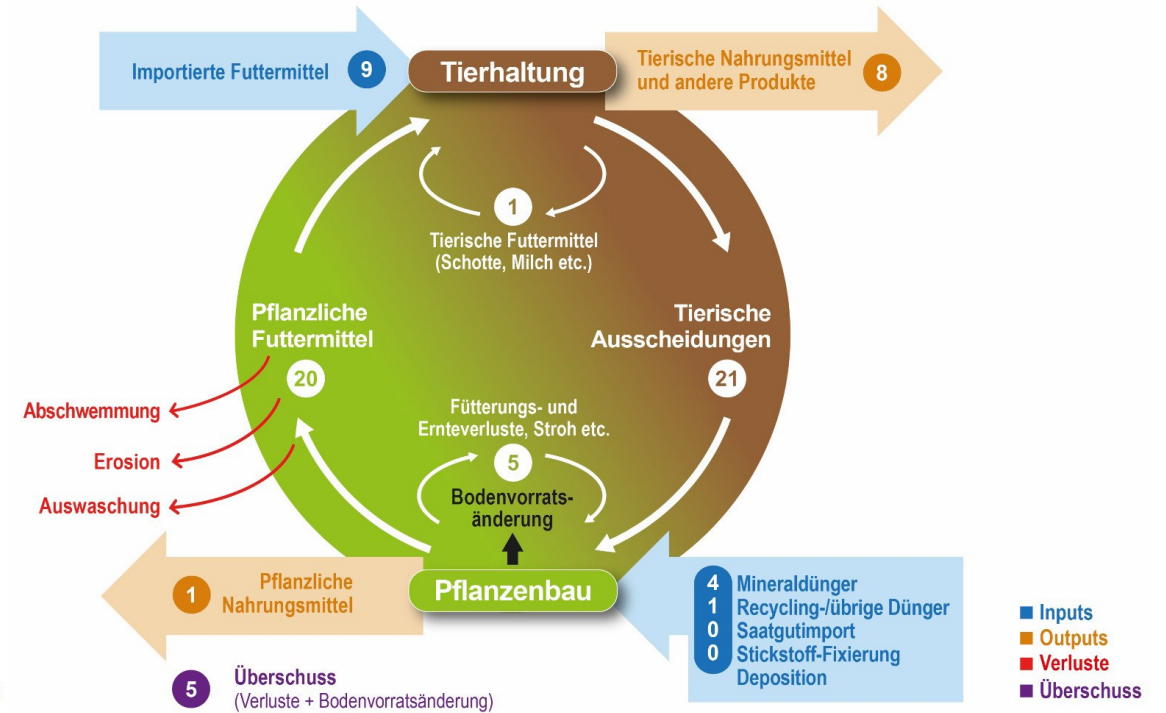 Importierte Futtermittel 9
Tierhaltung
Tierische Nahrungsmittel
und andere Produkte
8
1
Tierische Futtermittel
(Schotte, Milch etc.)
Pflanzliche
Futtermittel
20
Tierische
Ausscheidungen
21
Abschwemmung
Erosion
Auswaschung
Fütterungs- und
Ernteverluste, Stroh etc.
5
Bodenvorrats-
änderung
1
Pflanzliche
Nahrungsmittel
Pflanzenbau
4 Mineraldünger
1 Recycling-/übrige Dünger
0 Saatgutimport
0 Stickstoff-Fixierung
Deposition
5
Überschuss
(Verluste + Bodenvorratsänderung)
Inputs
Outputs
Verluste
Überschuss